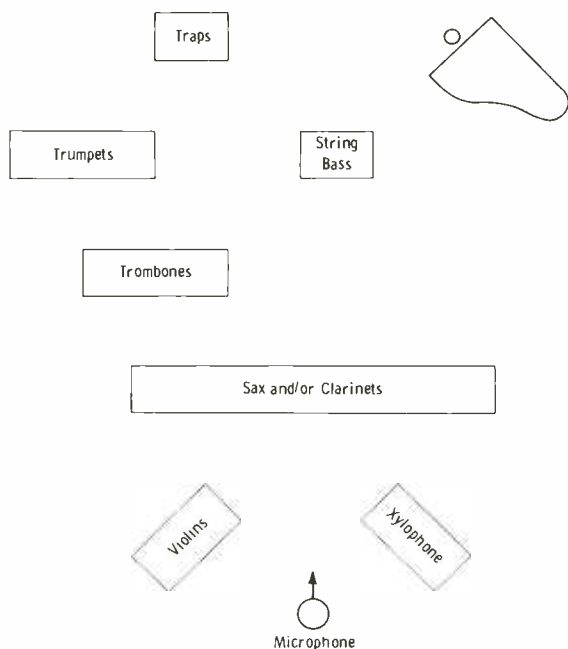 Traps
Trumpets
String
Bass
Trombones
Sax and/or Clarinets
Violins
Xylophone
Microphone